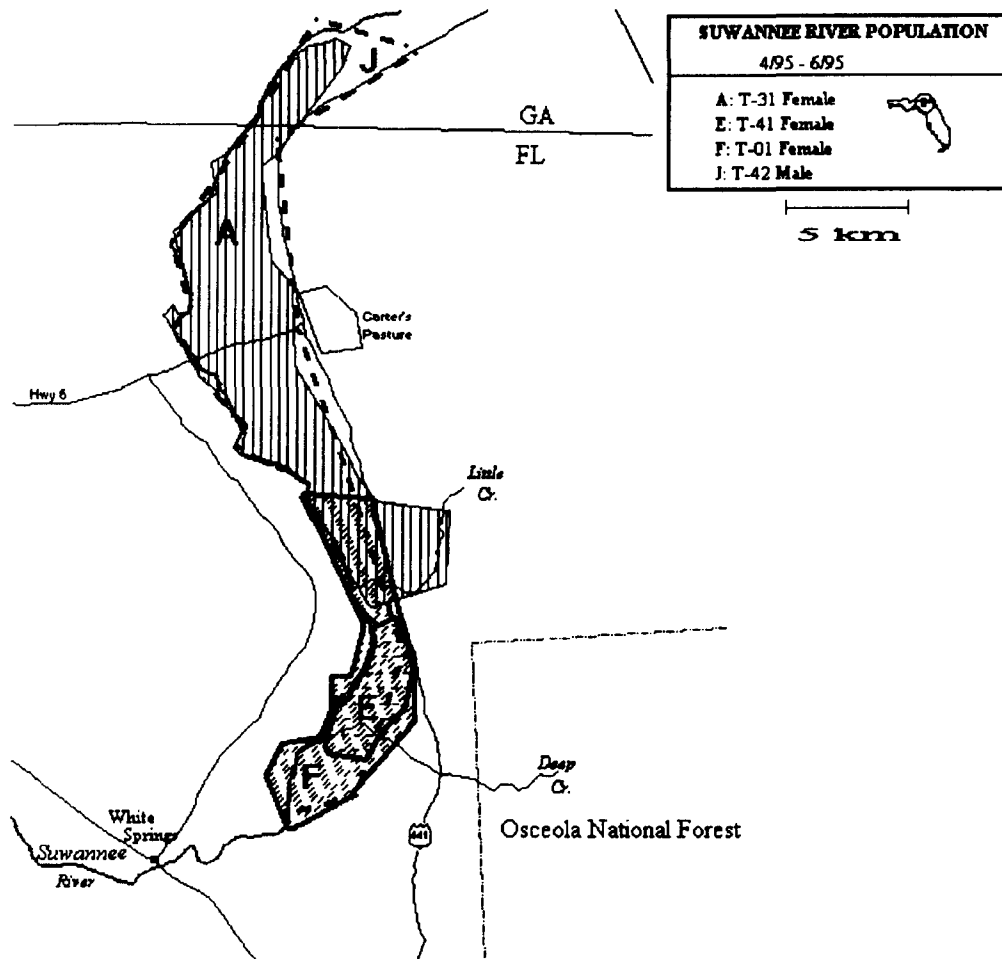 SUWANNEE RIVER POPULATION
4/95 - 6/95
A: T-31 Female
E: T-41 Female
F: T-01 Female
J: T-42 Male
5 km
J
GA
FL
A
Carter's
Pasture
Hwy 6
Little
Cr.
E
F
Deep
Cr.
White
Springs
441
Osceola National Forest
Suwannee
River